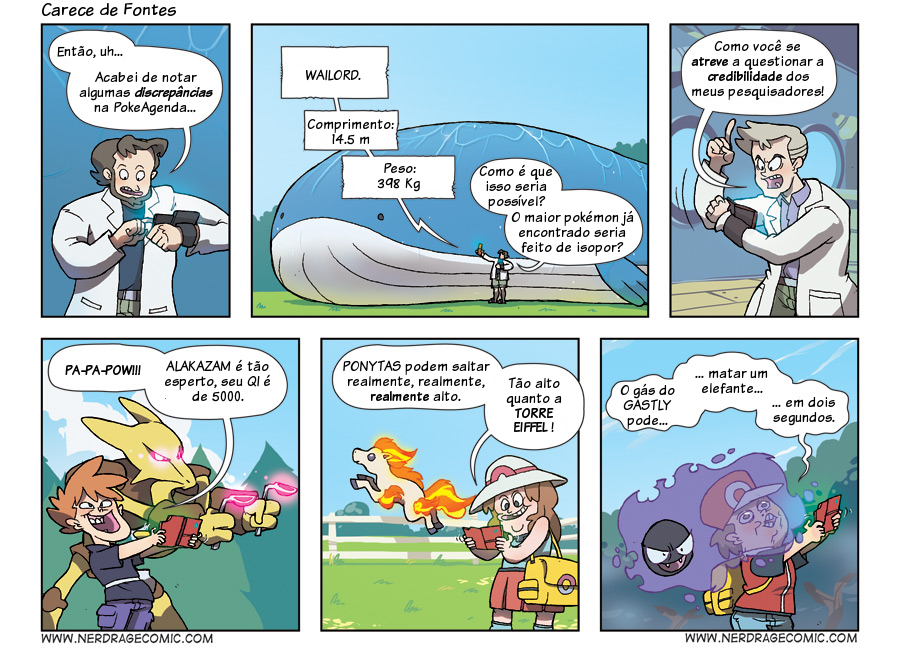 Carece de Fontes
Então, uh...
Acabei de notar
algumas discrepâncias
na PokeAgenda...
WAILORD.
Comprimento:
14.5 m
Peso:
398 Kg
Como é que
isso seria
possível?
O maior pokémon já
encontrado seria
feito de isopor?
Como você se
atreve a questionar a
credibilidade dos
meus pesquisadores!
PA-PA-POW!!!
ALAKAZAM é tão
esperto, seu QI é
de 5000.
PONYTAS podem saltar
realmente, realmente,
realmente alto.
Tão alto
quanto a
TORRE
EIFFEL !
O gás do
GASTLY
pode...
... matar um
elefante...
... em dois
segundos.
WWW.NERDRAGECOMIC.COM
WWW.NERDRAGECOMIC.COM